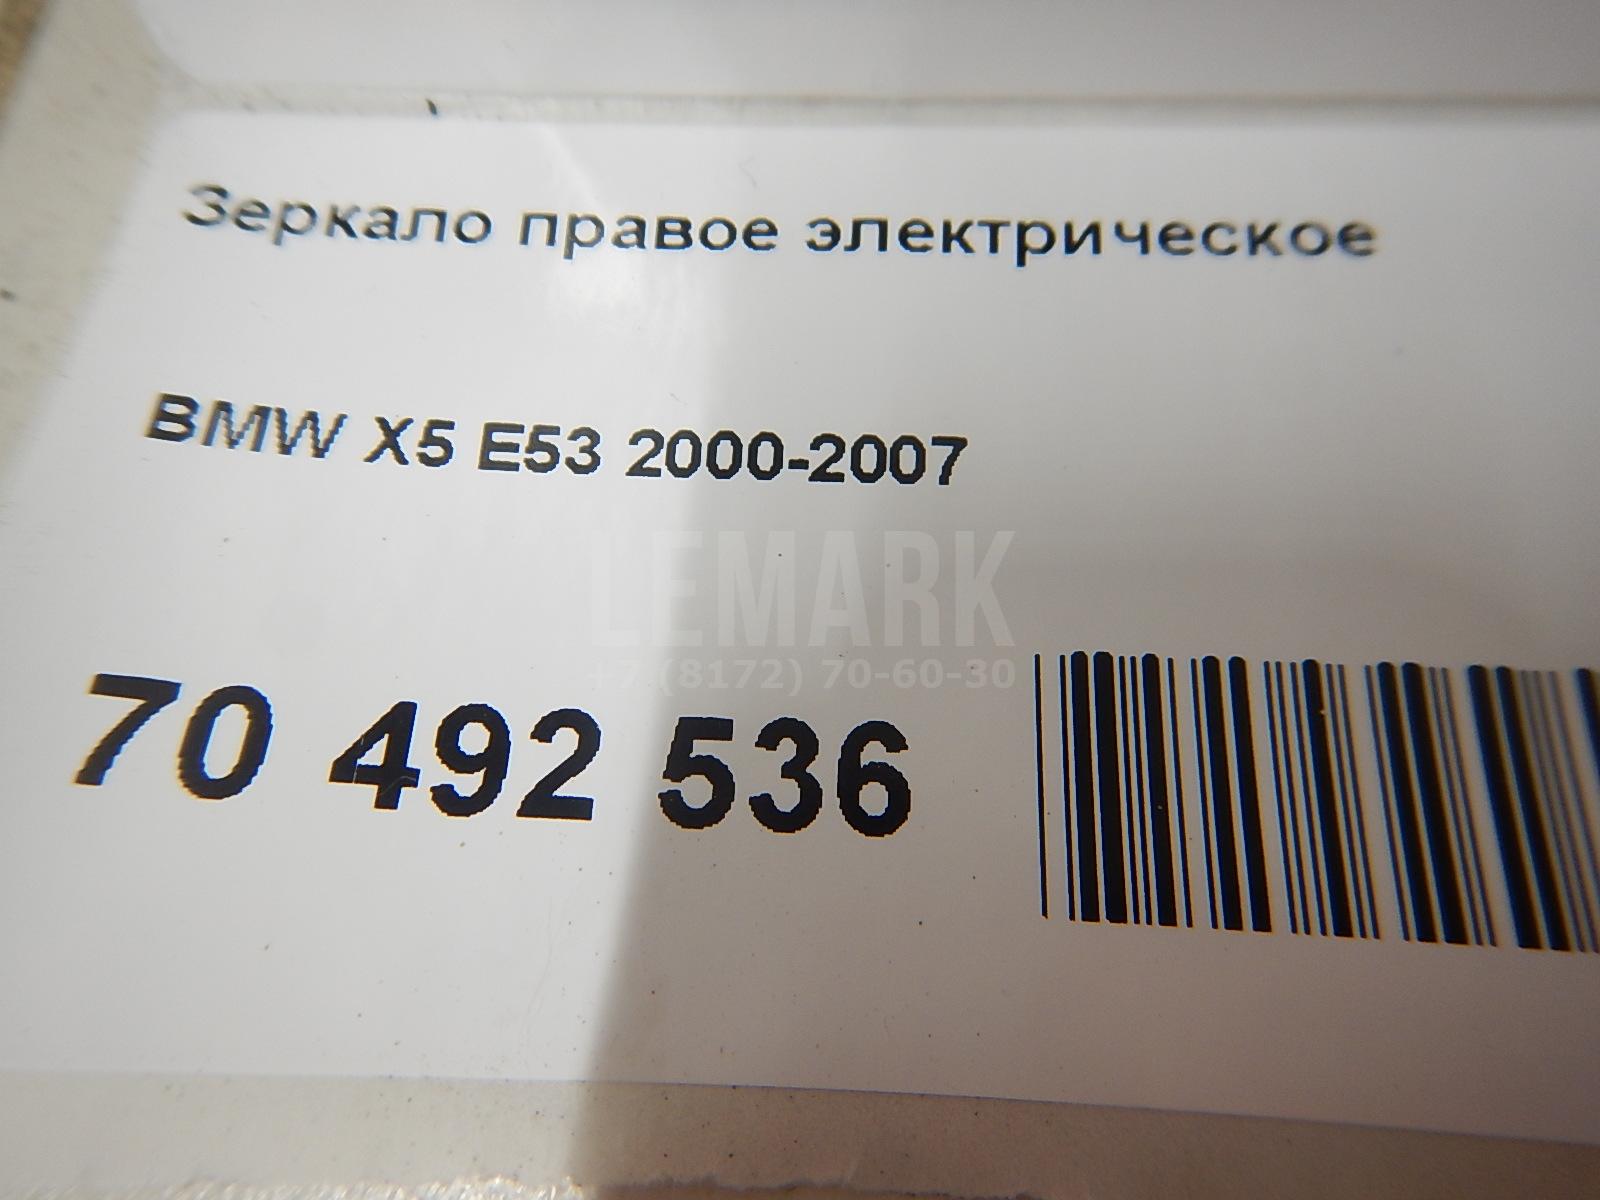 Зеркало правое электрическое
BMW X5 E53 2000-2007
LEMARK
+7 (8172) 70-60-30
70 492 536